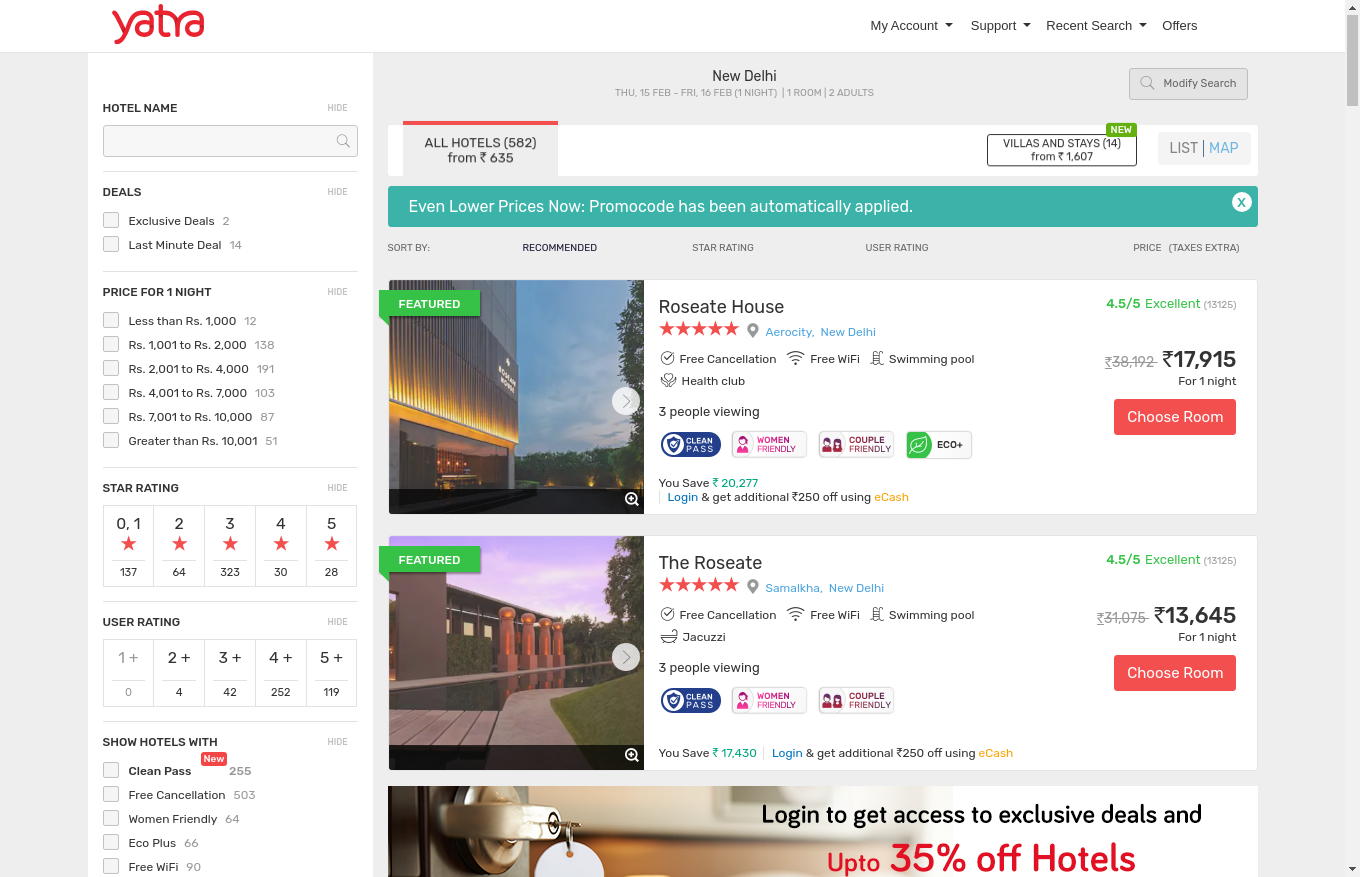 yatra
My Account
Support
Recent Search
Offers
New Delhi
THU, 15 FEB – FRI, 16 FEB (1 NIGHT) | 1 ROOM | 2 ADULTS
Modify Search
HOTEL NAME HIDE
DEALS HIDE
Exclusive Deals 2
Last Minute Deal 14
PRICE FOR 1 NIGHT HIDE
Less than Rs. 1,000 12
Rs. 1,001 to Rs. 2,000 138
Rs. 2,001 to Rs. 4,000 191
Rs. 4,001 to Rs. 7,000 103
Rs. 7,001 to Rs. 10,000 87
Greater than Rs. 10,001 51
STAR RATING HIDE
0, 1 2 3 4 5
137 64 323 30 28
USER RATING HIDE
1 + 2 + 3 + 4 + 5 +
0 4 42 252 119
SHOW HOTELS WITH HIDE
New
Clean Pass 255
Free Cancellation 503
Women Friendly 64
Eco Plus 66
Free WiFi 90
ALL HOTELS (582)
from ₹ 635
NEW
VILLAS AND STAYS (14)
from ₹ 1,607
LIST | MAP
Even Lower Prices Now: Promocode has been automatically applied.
X
SORT BY: RECOMMENDED STAR RATING USER RATING PRICE (TAXES EXTRA)
FEATURED
ROSEATE HOUSE
Roseate House
4.5/5 Excellent (13125)
Aerocity, New Delhi
Free Cancellation Free WiFi Swimming pool
₹38,192 ₹17,915
Health club
For 1 night
3 people viewing
Choose Room
CLEAN PASS
WOMEN FRIENDLY
COUPLE FRIENDLY
ECO+
You Save ₹ 20,277
Login & get additional ₹250 off using eCash
FEATURED
The Roseate
4.5/5 Excellent (13125)
Samalkha, New Delhi
Free Cancellation Free WiFi Swimming pool
₹31,075 ₹13,645
Jacuzzi
For 1 night
3 people viewing
Choose Room
CLEAN PASS
WOMEN FRIENDLY
COUPLE FRIENDLY
You Save ₹ 17,430 Login & get additional ₹250 off using eCash
Login to get access to exclusive deals and
Upto 35% off Hotels